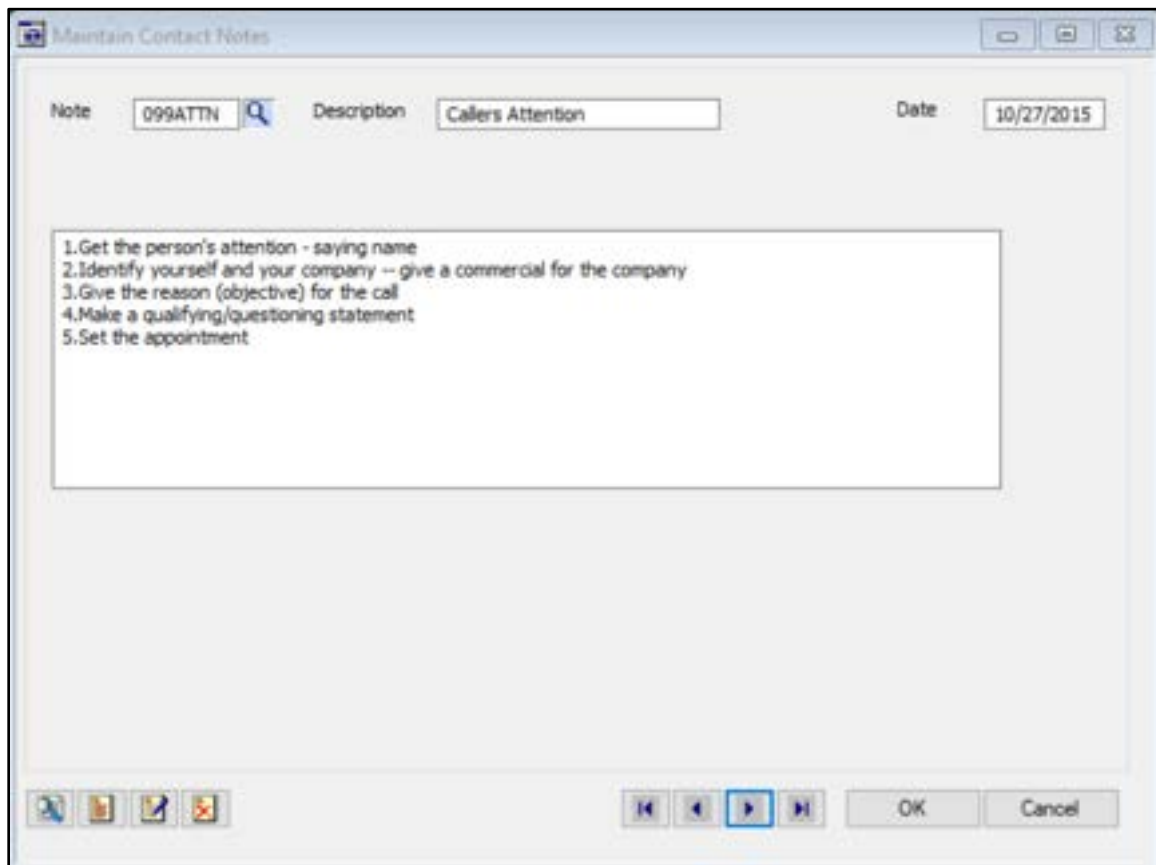 Maintain Contact Notes
Note 099ATTN Description Callers Attention Date 10/27/2015
1.Get the person's attention - saying name
2.Identify yourself and your company -- give a commercial for the company
3.Give the reason (objective) for the call
4.Make a qualifying/questioning statement
5.Set the appointment
OK Cancel